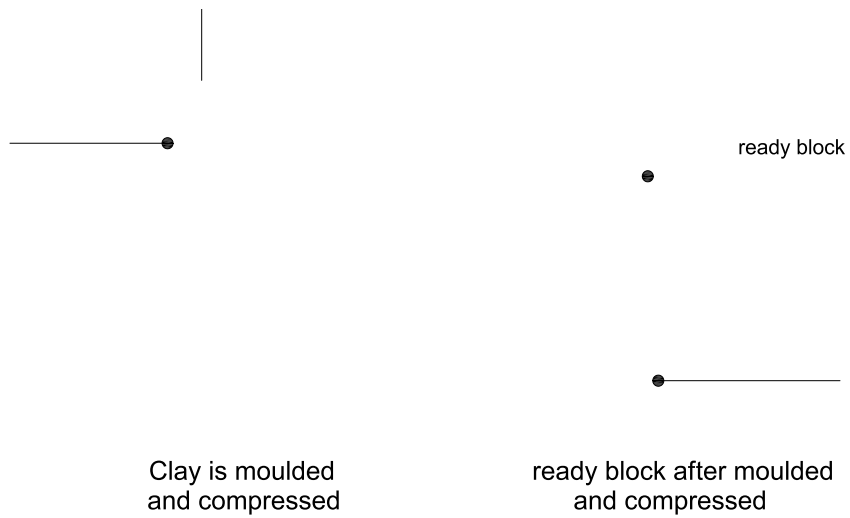 ready block
Clay is moulded
and compressed
ready block after moulded
and compressed